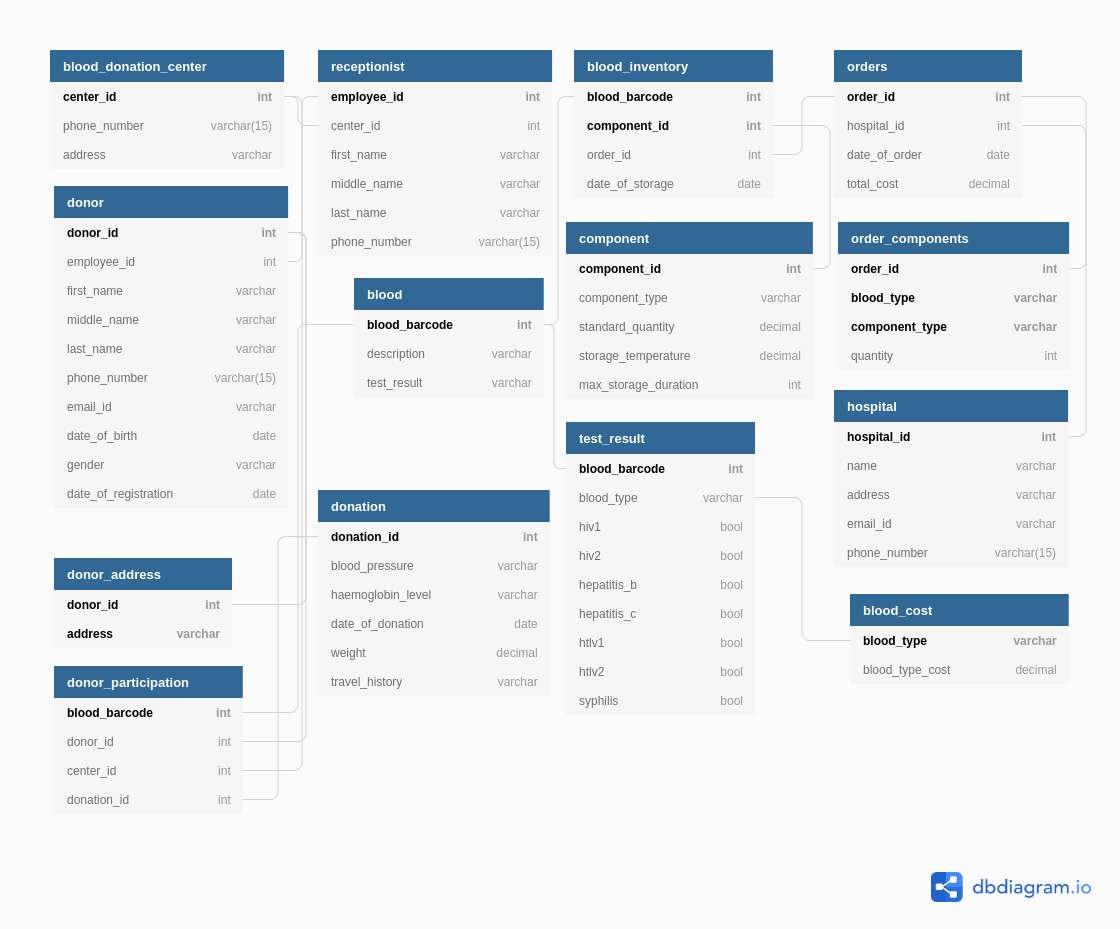 blood_donation_center
center_id int
phone_number varchar(15)
address varchar
donor
donor_id int
employee_id int
first_name varchar
middle_name varchar
last_name varchar
phone_number varchar(15)
email_id varchar
date_of_birth date
gender varchar
date_of_registration date
donor_address
donor_id int
address varchar
donor_participation
blood_barcode int
donor_id int
center_id int
donation_id int
receptionist
employee_id int
center_id int
first_name varchar
middle_name varchar
last_name varchar
phone_number varchar(15)
blood
blood_barcode int
description varchar
test_result varchar
donation
donation_id int
blood_pressure varchar
haemoglobin_level varchar
date_of_donation date
weight decimal
travel_history varchar
blood_inventory
blood_barcode int
component_id int
order_id int
date_of_storage date
component
component_id int
component_type varchar
standard_quantity decimal
storage_temperature decimal
max_storage_duration int
test_result
blood_barcode int
blood_type varchar
hiv1 bool
hiv2 bool
hepatitis_b bool
hepatitis_c bool
htlv1 bool
htlv2 bool
syphilis bool
orders
order_id int
hospital_id int
date_of_order date
total_cost decimal
order_components
order_id int
blood_type varchar
component_type varchar
quantity int
hospital
hospital_id int
name varchar
address varchar
email_id varchar
phone_number varchar(15)
blood_cost
blood_type varchar
blood_type_cost decimal
dbdiagram.io